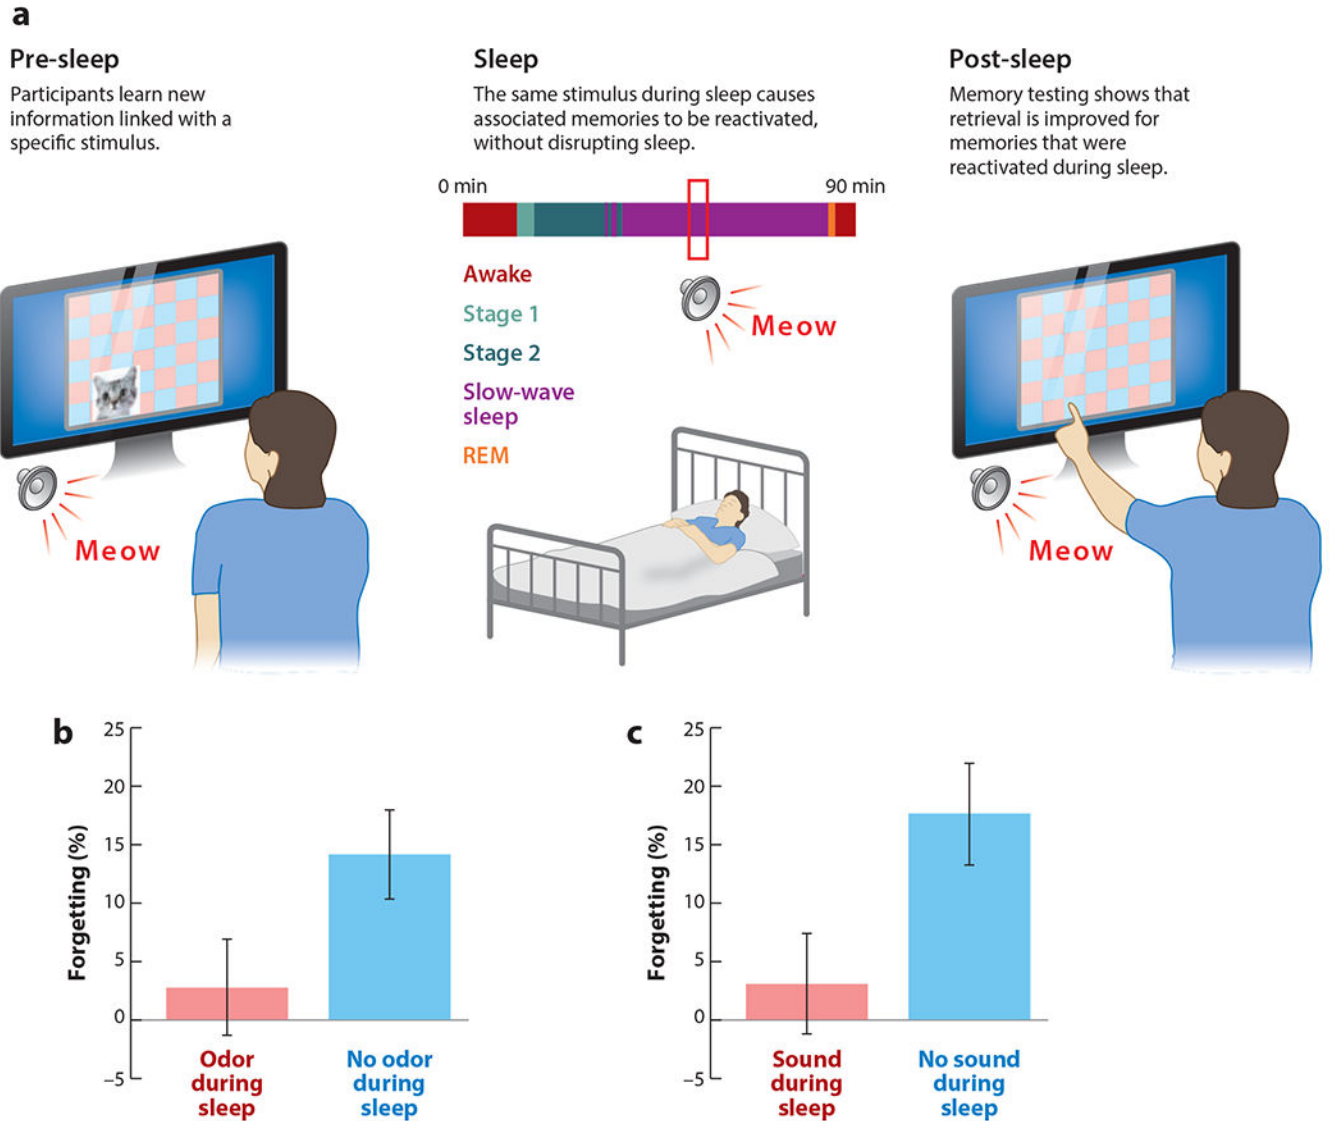 a
Pre-sleep
Participants learn new
information linked with a
specific stimulus.
Sleep
The same stimulus during sleep causes
associated memories to be reactivated,
without disrupting sleep.
Post-sleep
Memory testing shows that
retrieval is improved for
memories that were
reactivated during sleep.
0 min
90 min
Awake
Stage 1
Stage 2
Slow-wave
sleep
REM
Meow
Meow
Meow
b
Forgetting (%)
25
20
15
10
5
0
–5
Odor
during
sleep
No odor
during
sleep
c
Forgetting (%)
25
20
15
10
5
0
–5
Sound
during
sleep
No sound
during
sleep